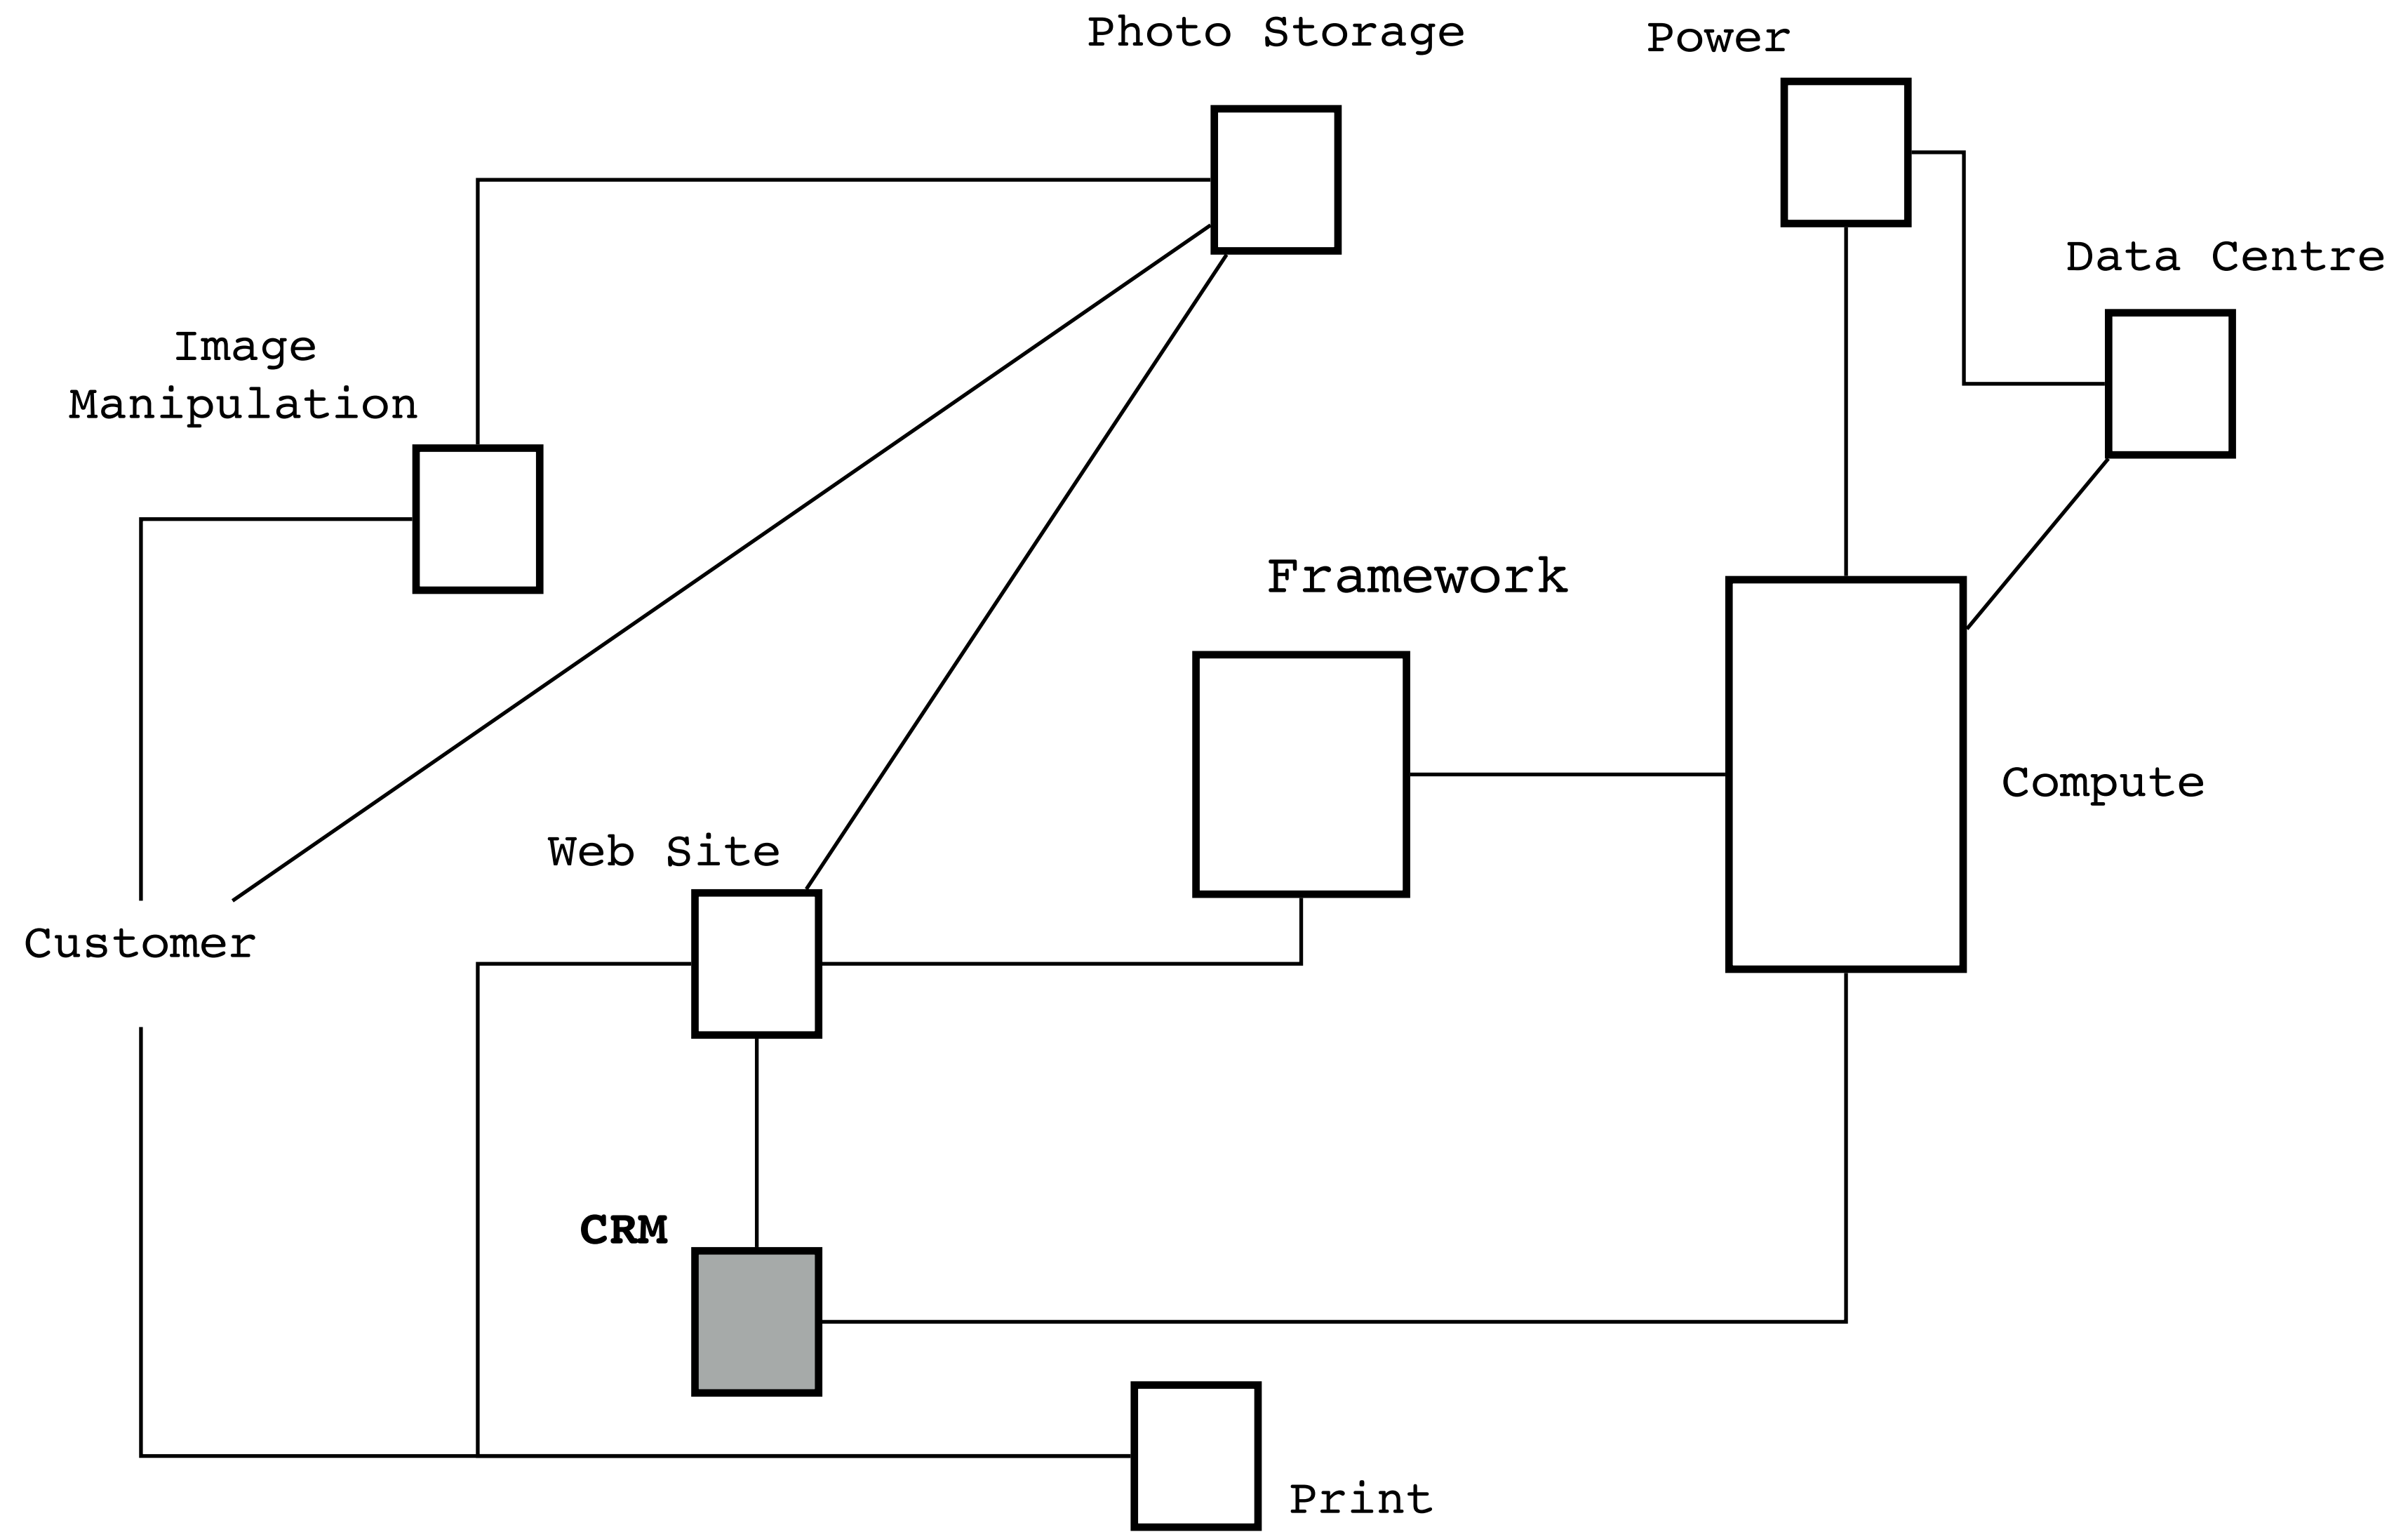 Photo Storage
Power
Data Centre
Image
Manipulation
Framework
Compute
Web Site
Customer
CRM
Print